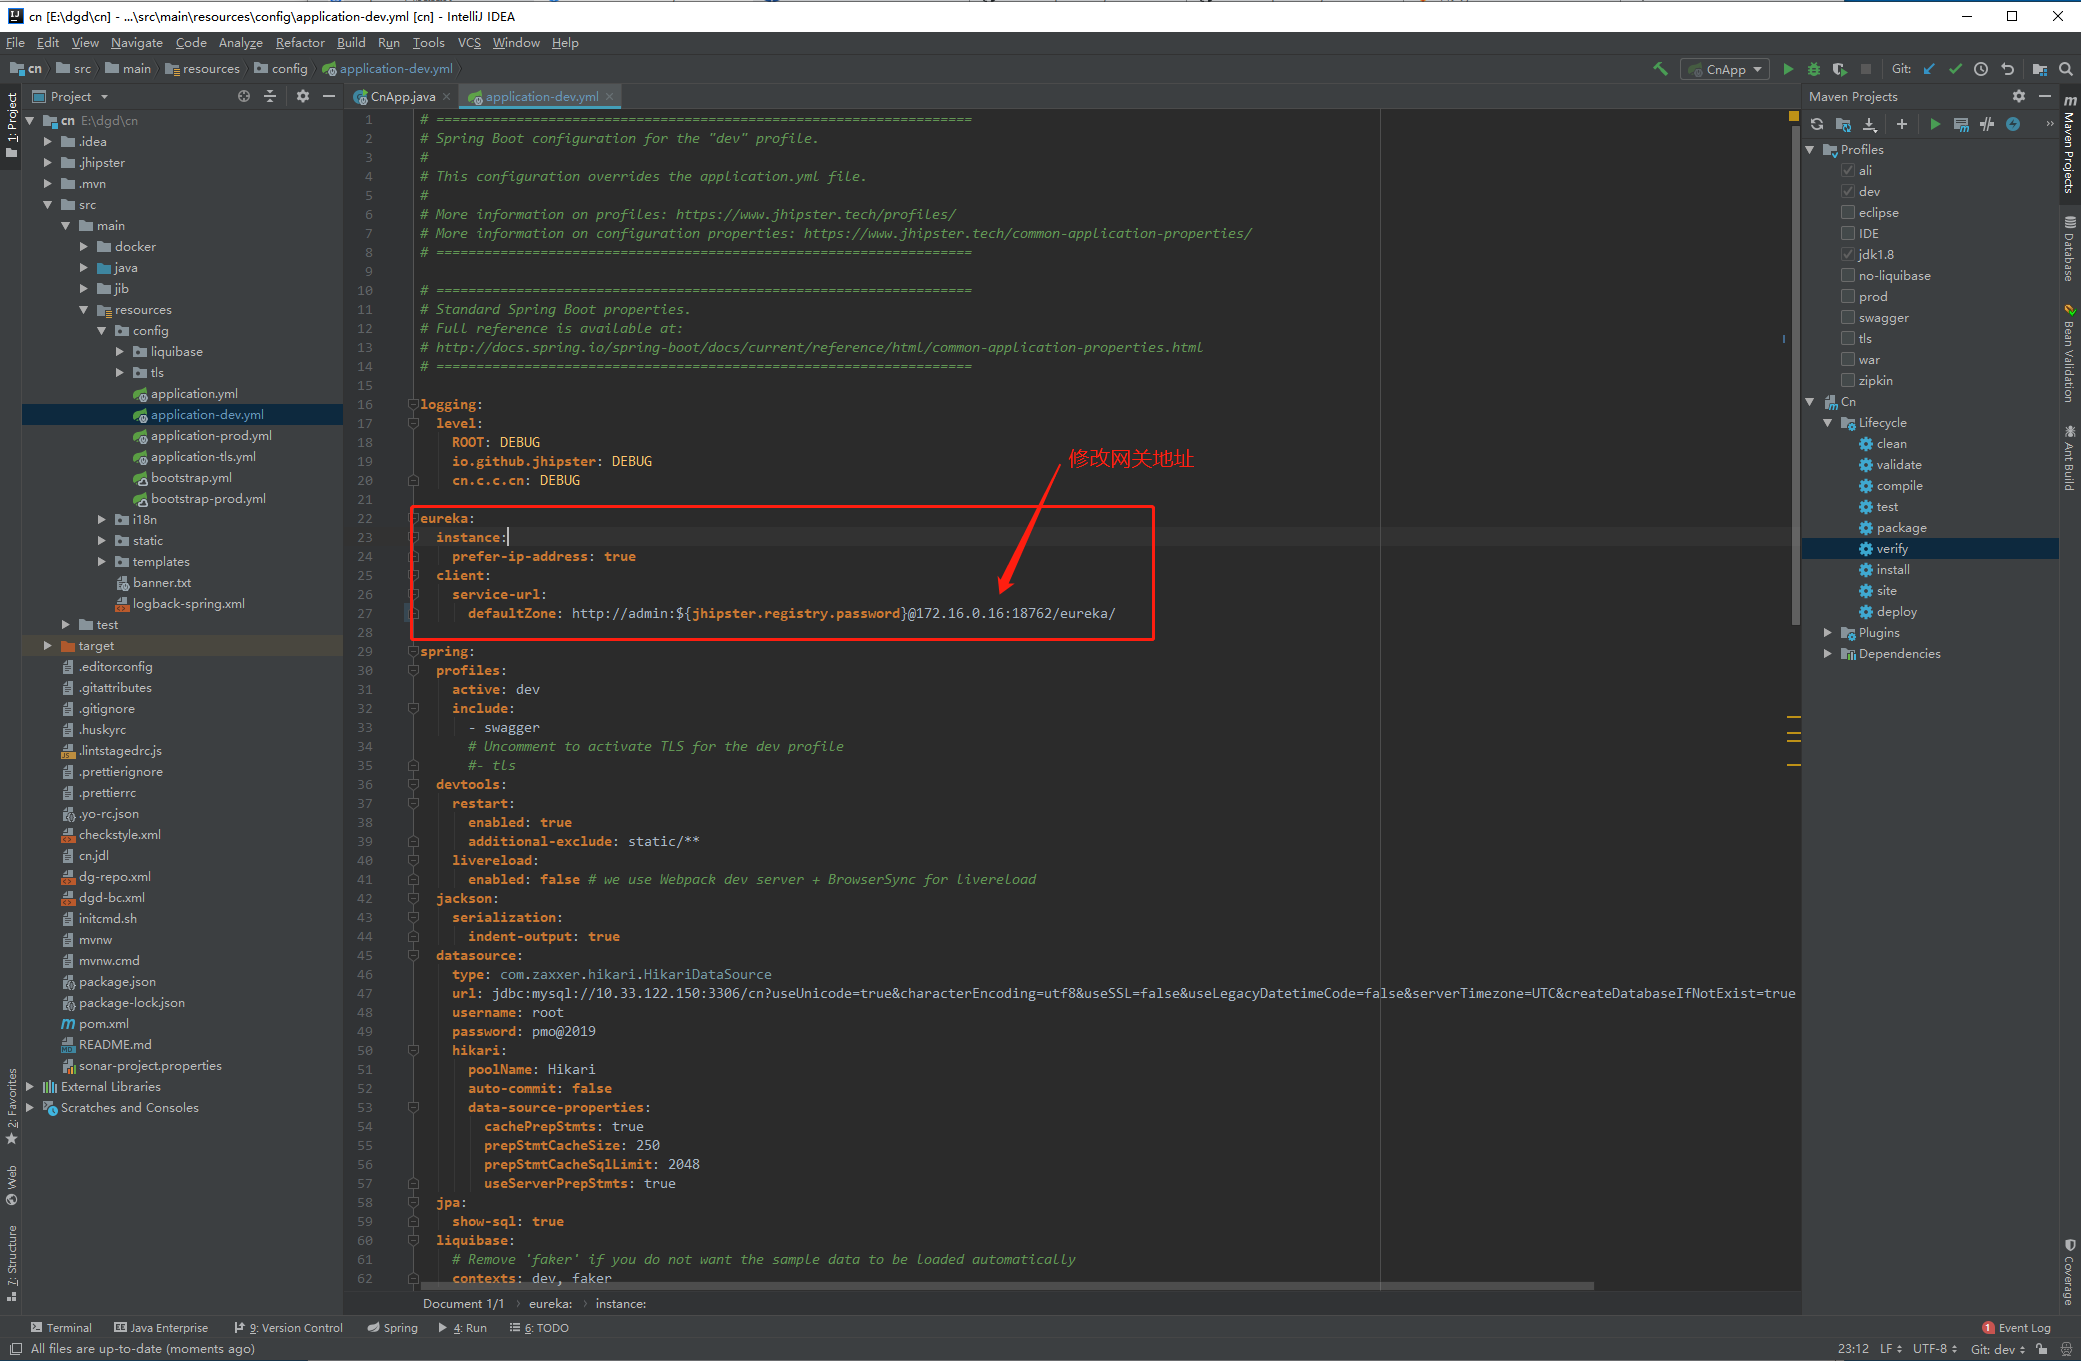 cn [E:\dgd\cn] - ...\src\main\resources\config\application-dev.yml [cn] - IntelliJ IDEA
File Edit View Navigate Code Analyze Refactor Build Run Tools VCS Window Help
cn src main resources config application-dev.yml CnApp Git:
Project
CnApp.java application-dev.yml
Maven Projects
1: Project
2: Favorites
Web
7: Structure
cn E:\dgd\cn
.idea
.jhipster
.mvn
src
main
docker
java
jib
resources
config
liquibase
tls
application.yml
application-dev.yml
application-prod.yml
application-tls.yml
bootstrap.yml
bootstrap-prod.yml
i18n
static
templates
banner.txt
logback-spring.xml
test
target
.editorconfig
.gitattributes
.gitignore
.huskyrc
.lintstagedrc.js
.prettierignore
.prettierrc
.yo-rc.json
checkstyle.xml
cn.jdl
dg-repo.xml
dgd-bc.xml
initcmd.sh
mvnw
mvnw.cmd
package.json
package-lock.json
pom.xml
README.md
sonar-project.properties
External Libraries
Scratches and Consoles
1 # ===================================================================
2 # Spring Boot configuration for the "dev" profile.
3 #
4 # This configuration overrides the application.yml file.
5 #
6 # More information on profiles: https://www.jhipster.tech/profiles/
7 # More information on configuration properties: https://www.jhipster.tech/common-application-properties/
8 # ===================================================================
9
10 # ===================================================================
11 # Standard Spring Boot properties.
12 # Full reference is available at:
13 # http://docs.spring.io/spring-boot/docs/current/reference/html/common-application-properties.html
14 # ===================================================================
15
16 logging:
17 level:
18 ROOT: DEBUG
19 io.github.jhipster: DEBUG
修改网关地址
20 cn.c.c.cn: DEBUG
21
22 eureka:
23 instance:
24 prefer-ip-address: true
25 client:
26 service-url:
27 defaultZone: http://admin:${jhipster.registry.password}@172.16.0.16:18762/eureka/
28
29 spring:
30 profiles:
31 active: dev
32 include:
33 - swagger
34 # Uncomment to activate TLS for the dev profile
35 #- tls
36 devtools:
37 restart:
38 enabled: true
39 additional-exclude: static/**
40 livereload:
41 enabled: false # we use Webpack dev server + BrowserSync for livereload
42 jackson:
43 serialization:
44 indent-output: true
45 datasource:
46 type: com.zaxxer.hikari.HikariDataSource
47 url: jdbc:mysql://10.33.122.150:3306/cn?useUnicode=true&characterEncoding=utf8&useSSL=false&useLegacyDatetimeCode=false&serverTimezone=UTC&createDatabaseIfNotExist=true
48 username: root
49 password: pmo@2019
50 hikari:
51 poolName: Hikari
52 auto-commit: false
53 data-source-properties:
54 cachePrepStmts: true
55 prepStmtCacheSize: 250
56 prepStmtCacheSqlLimit: 2048
57 useServerPrepStmts: true
58 jpa:
59 show-sql: true
60 liquibase:
61 # Remove 'faker' if you do not want the sample data to be loaded automatically
62 contexts: dev, faker
Document 1/1 › eureka: › instance:
Profiles
ali
dev
eclipse
IDE
jdk1.8
no-liquibase
prod
swagger
tls
war
zipkin
Cn
Lifecycle
clean
validate
compile
test
package
verify
install
site
deploy
Plugins
Dependencies
m Maven Projects
Database
Bean Validation
Ant Build
Coverage
Terminal Java Enterprise 9: Version Control Spring 4: Run 6: TODO 1 Event Log
All files are up-to-date (moments ago) 23:12 LF UTF-8 Git: dev